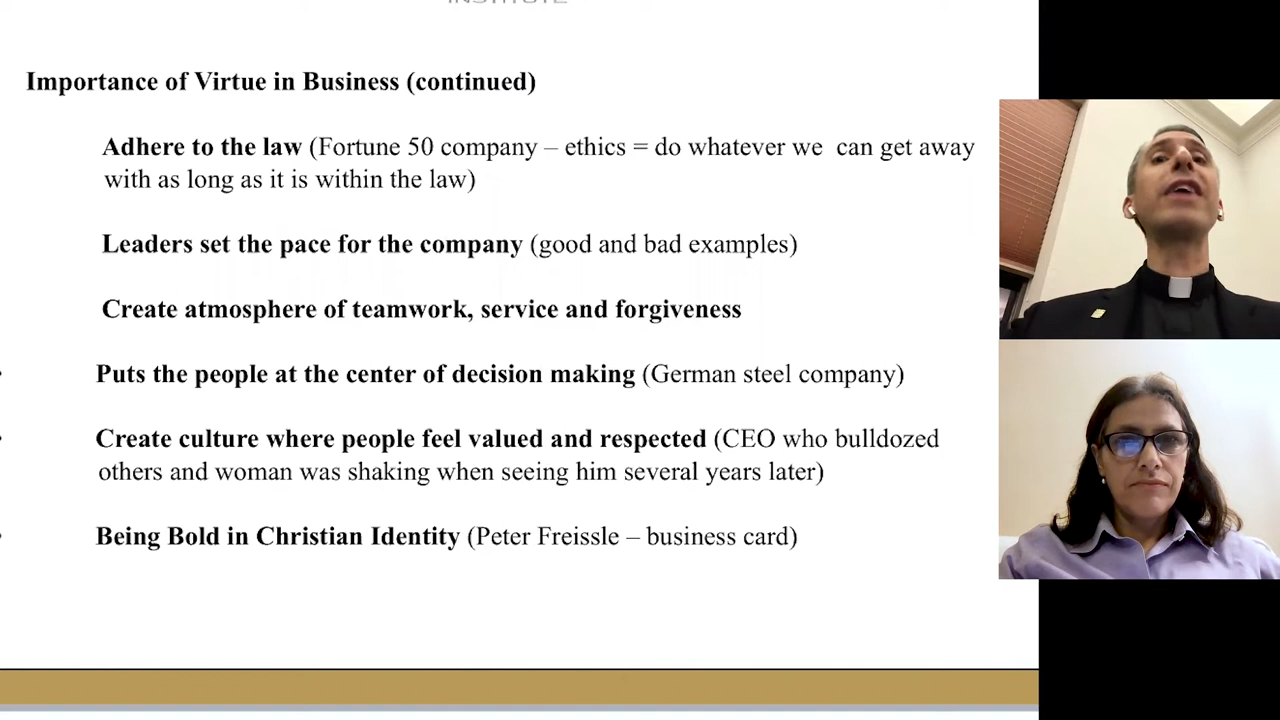 INSTITUTE
Importance of Virtue in Business (continued)
Adhere to the law (Fortune 50 company – ethics = do whatever we  can get away
with as long as it is within the law)
Leaders set the pace for the company (good and bad examples)
Create atmosphere of teamwork, service and forgiveness
Puts the people at the center of decision making (German steel company)
Create culture where people feel valued and respected (CEO who bulldozed
others and woman was shaking when seeing him several years later)
Being Bold in Christian Identity (Peter Freissle – business card)